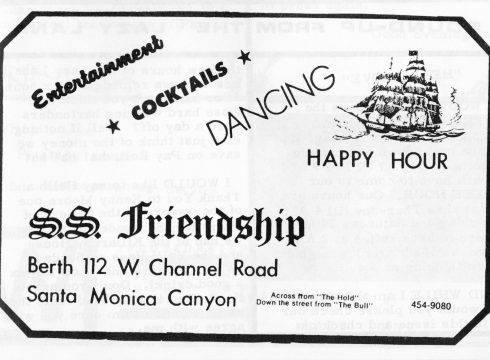 Entertainment
★ COCKTAILS ★
DANCING
HAPPY HOUR
S.S. Friendship
Berth 112 W. Channel Road
Santa Monica Canyon
Across from "The Hold"
Down the street from "The Bull"
454-9080